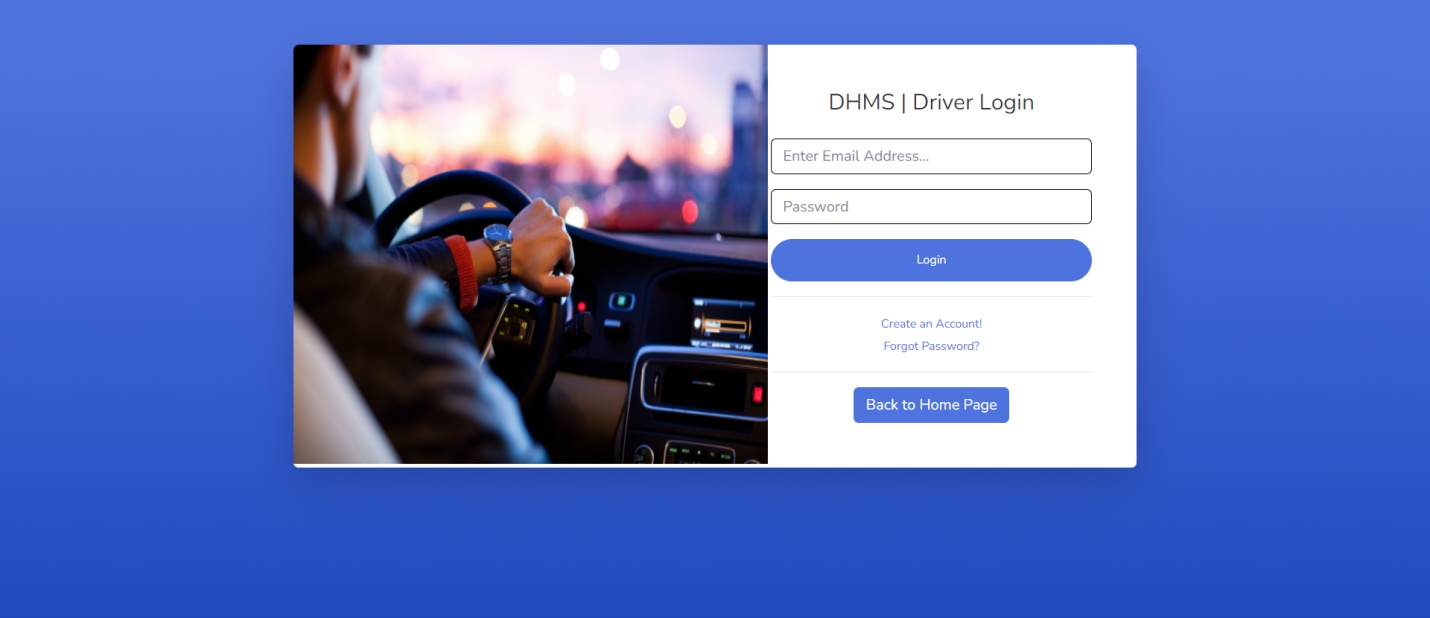 DHMS | Driver Login
Enter Email Address...
Password
Login
Create an Account!
Forgot Password?
Back to Home Page